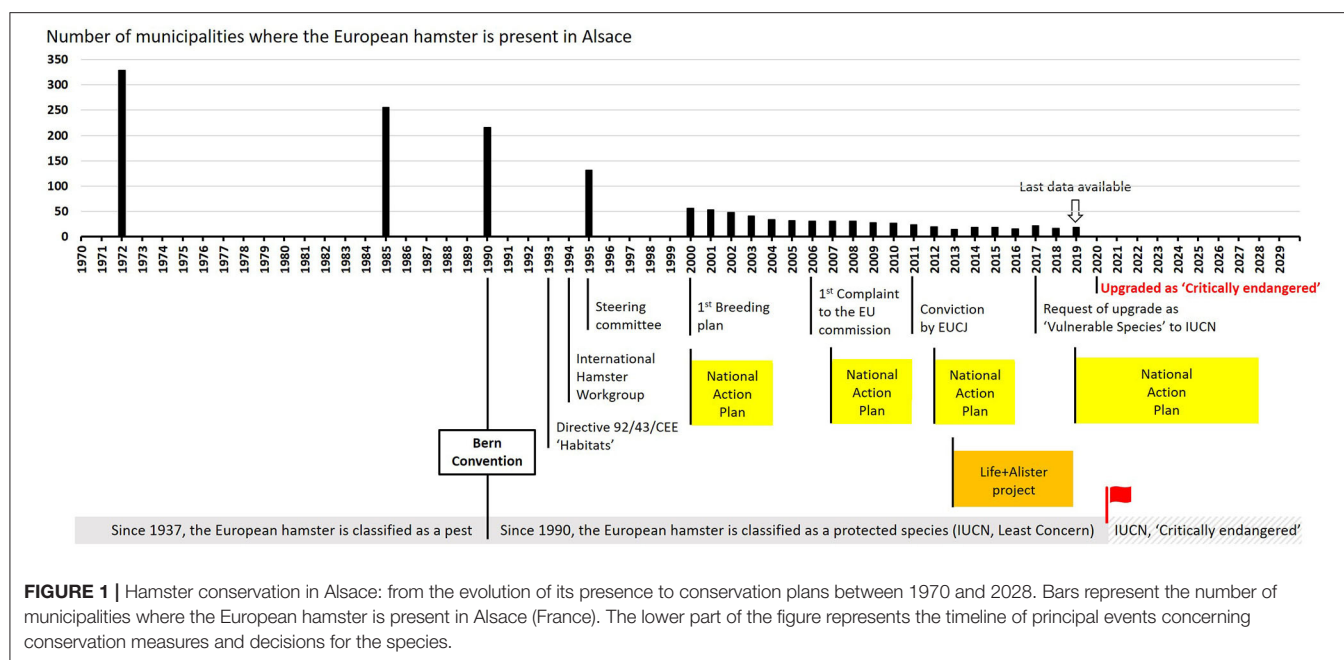 Number of municipalities where the European hamster is present in Alsace
350
300
250
200
150
100
50
0
1970
1971
1972
1973
1974
1975
1976
1977
1978
1979
1980
1981
1982
1983
1984
1985
1986
1987
1988
1989
1990
1991
1992
1993
1994
1995
1996
1997
1998
1999
2000
2001
2002
2003
2004
2005
2006
2007
2008
2009
2010
2011
2012
2013
2014
2015
2016
2017
2018
2019
2020
2021
2022
2023
2024
2025
2026
2027
2028
2029
Last data available
Upgraded as ‘Critically endangered’
Steering
committee
1st Breeding
plan
1st Complaint
to the EU
commission
Conviction
by EUCJ
Request of upgrade as
‘Vulnerable Species’ to IUCN
International
Hamster
Workgroup
National
Action
Plan
National
Action
Plan
National
Action
Plan
National
Action
Plan
Directive 92/43/CEE
‘Habitats’
Bern
Convention
Life+Alister
project
Since 1937, the European hamster is classified as a pest
Since 1990, the European hamster is classified as a protected species (IUCN, Least Concern)
IUCN, ‘Critically endangered’
FIGURE 1 | Hamster conservation in Alsace: from the evolution of its presence to conservation plans between 1970 and 2028. Bars represent the number of
municipalities where the European hamster is present in Alsace (France). The lower part of the figure represents the timeline of principal events concerning
conservation measures and decisions for the species.